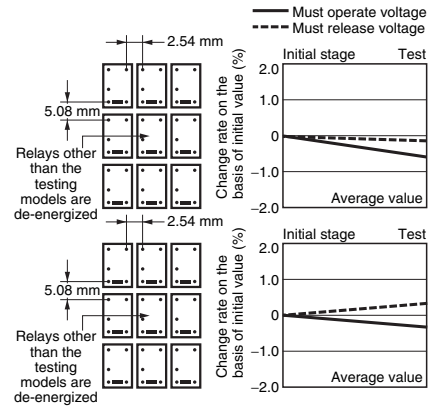 Must operate voltage
Must release voltage
2.54 mm
5.08 mm
Relays other
than the
testing
models are
de-energized
Initial stage Test
Change rate on the
basis of initial value (%)
2.0
1.0
0
−1.0
−2.0
Average value
2.54 mm
5.08 mm
Relays other
than the
testing
models are
de-energized
Initial stage Test
Change rate on the
basis of initial value (%)
2.0
1.0
0
−1.0
−2.0
Average value